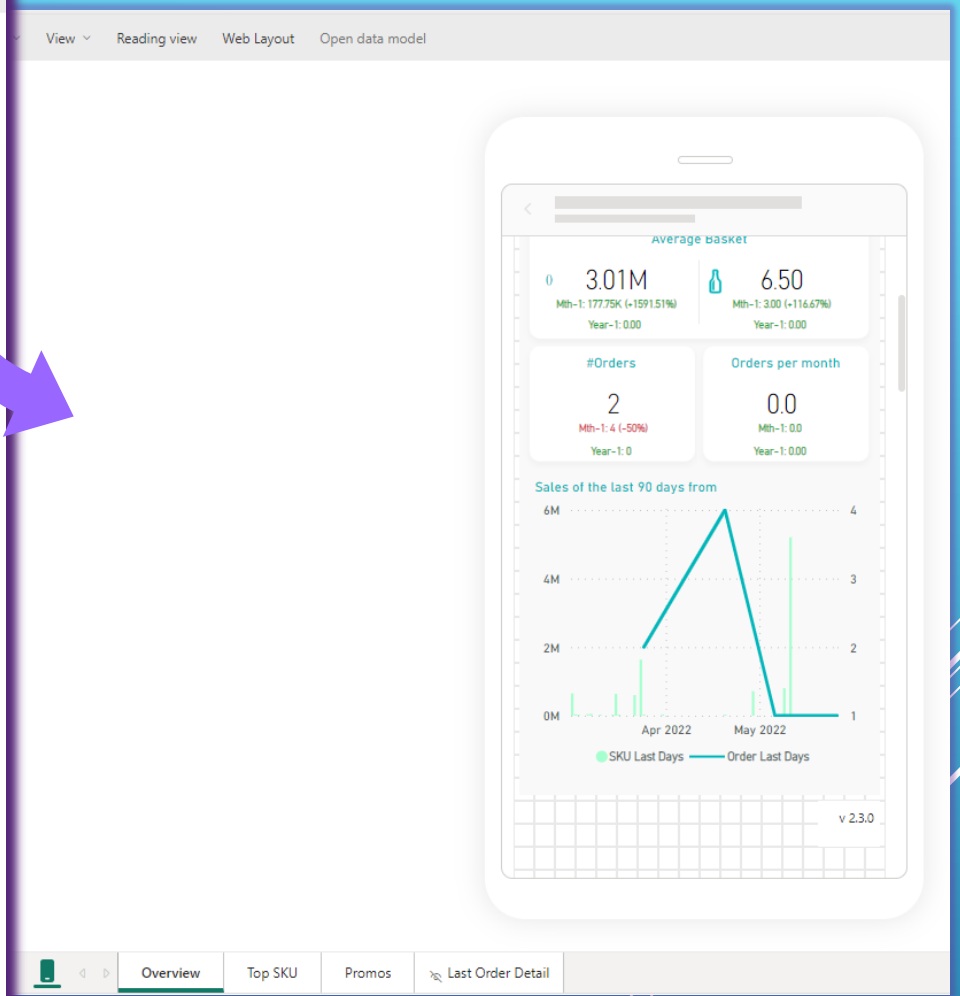 View Reading view Web Layout Open data model
Average Basket
3.01M 6.50
Mth-1: 177.75K (+1591.51%) Mth-1: 3.00 (+116.67%)
Year-1: 0.00 Year-1: 0.00
#Orders Orders per month
2 0.0
Mth-1: 4 (-50%) Mth-1: 0.0
Year-1: 0 Year-1: 0.00
Sales of the last 90 days from
6M 4
4M 3
2M 2
0M 1
Apr 2022 May 2022
SKU Last Days Order Last Days
v 2.3.0
Overview Top SKU Promos Last Order Detail